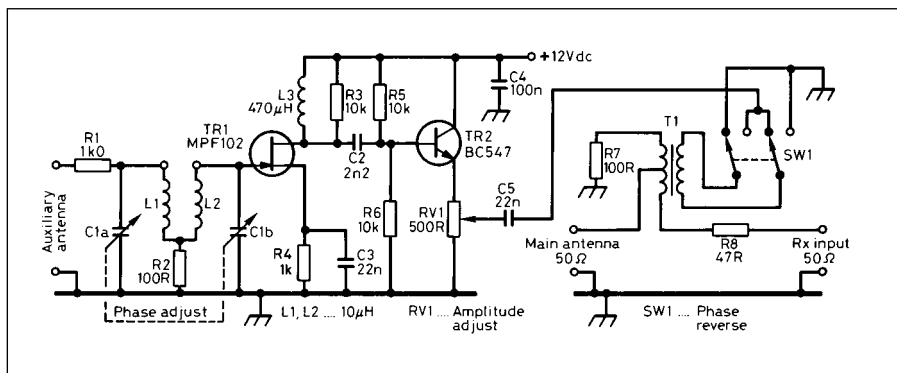 +12Vdc
L3
470μH
R3
10k
R5
10k
C4
100n
TR1
MPF102
R1
1k0
C2
2n2
TR2
BC547
T1
SW1
R7
100R
C5
22n
L1
L2
C1a
C1b
R6
10k
RV1
500R
Auxiliary
antenna
R2
100R
R4
1k
C3
22n
Main antenna
50Ω
R8
47R
Rx input
50Ω
Phase adjust
L1, L2 .... 10μH
RV1 .... Amplitude
adjust
SW1 .... Phase
reverse